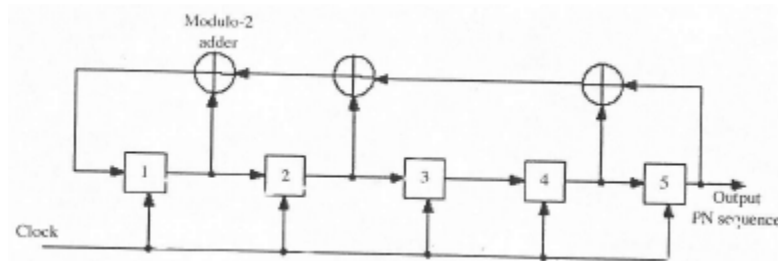 Modulo-2
adder
1
2
3
4
5
Output
PN sequence
Clock